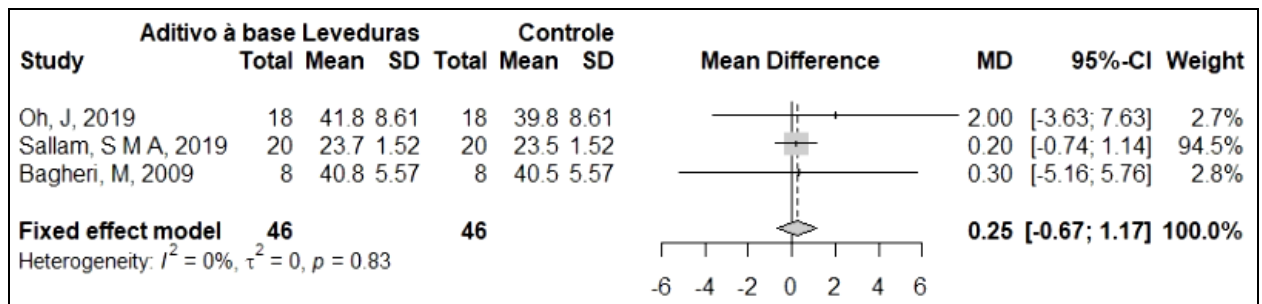 Aditivo à base Leveduras Controle
Study Total Mean SD Total Mean SD Mean Difference MD 95%-CI Weight
Oh, J, 2019 18 41.8 8.61 18 39.8 8.61 2.00 [-3.63; 7.63] 2.7%
Sallam, S M A, 2019 20 23.7 1.52 20 23.5 1.52 0.20 [-0.74; 1.14] 94.5%
Bagheri, M, 2009 8 40.8 5.57 8 40.5 5.57 0.30 [-5.16; 5.76] 2.8%
Fixed effect model 46 46 0.25 [-0.67; 1.17] 100.0%
Heterogeneity: I² = 0%, τ² = 0, p = 0.83
-6 -4 -2 0 2 4 6